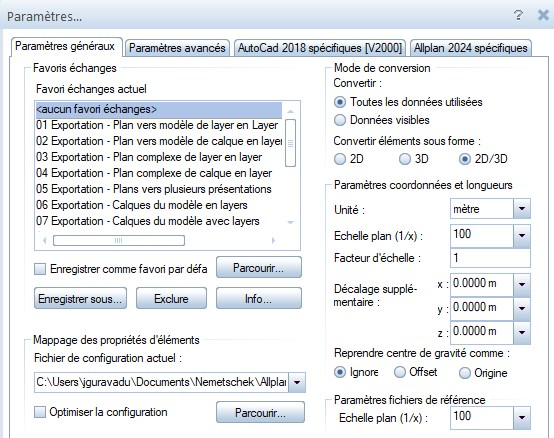 Paramètres...
?
Paramètres généraux
Paramètres avancés
AutoCad 2018 spécifiques [V2000]
Allplan 2024 spécifiques
Favoris échanges
Favori échanges actuel
<aucun favori échanges>
01 Exportation - Plan vers modèle de layer en Layer
02 Exportation - Plan vers modèle de calque en layer
03 Exportation - Plan complexe de layer en layer
04 Exportation - Plan complexe de calque en layer
05 Exportation - Plans vers plusieurs présentations
06 Exportation - Calques du modèle en layers
07 Exportation - Calques du modèle avec layers
Enregistrer comme favori par défa
Parcourir...
Enregistrer sous...
Exclure
Info...
Mappage des propriétés d'éléments
Fichier de configuration actuel :
C:\Users\jguravadu\Documents\Nemetschek\Allplar
Optimiser la configuration
Parcourir...
Mode de conversion
Convertir :
Toutes les données utilisées
Données visibles
Convertir éléments sous forme :
2D
3D
2D/3D
Paramètres coordonnées et longueurs
Unité :
mètre
Echelle plan (1/x) :
100
Facteur d'échelle :
1
Décalage supplé-
mentaire :
x :
0.0000 m
y :
0.0000 m
z :
0.0000 m
Reprendre centre de gravité comme :
Ignore
Offset
Origine
Paramètres fichiers de référence
Echelle plan (1/x) :
100